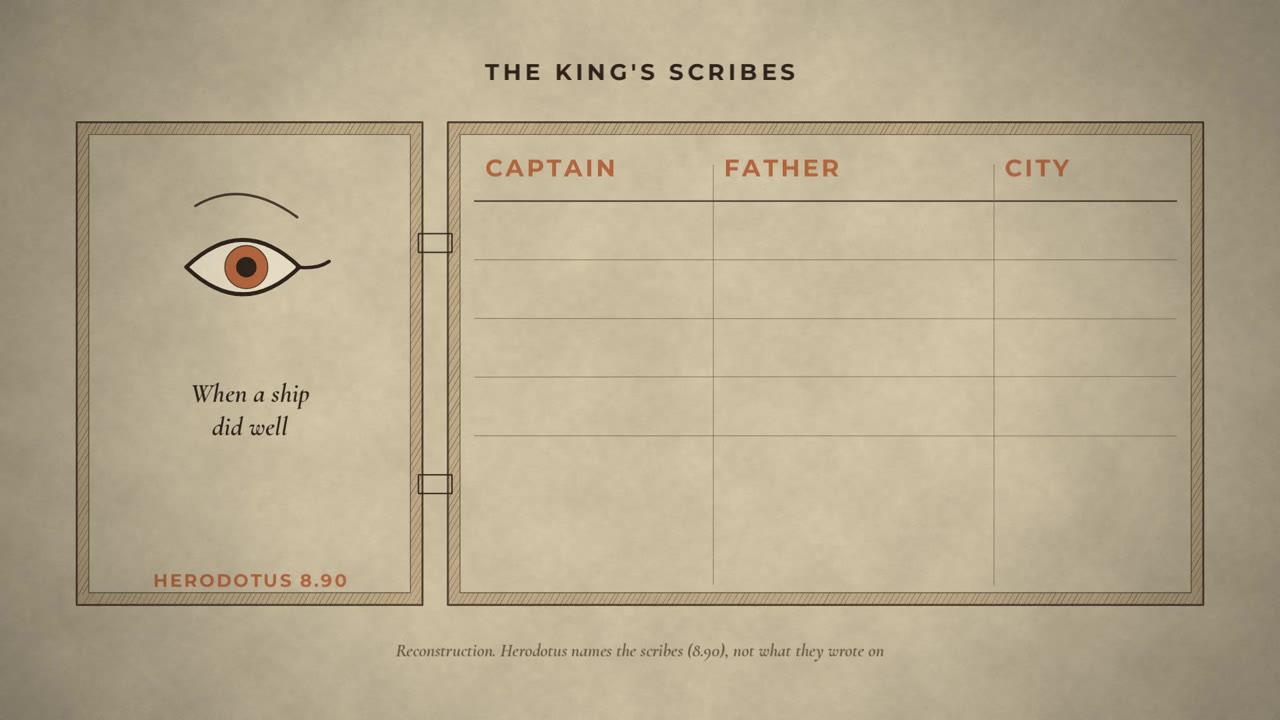 THE KING'S SCRIBES
When a ship
did well
HERODOTUS 8.90
CAPTAIN FATHER CITY
Reconstruction. Herodotus names the scribes (8.90), not what they wrote on